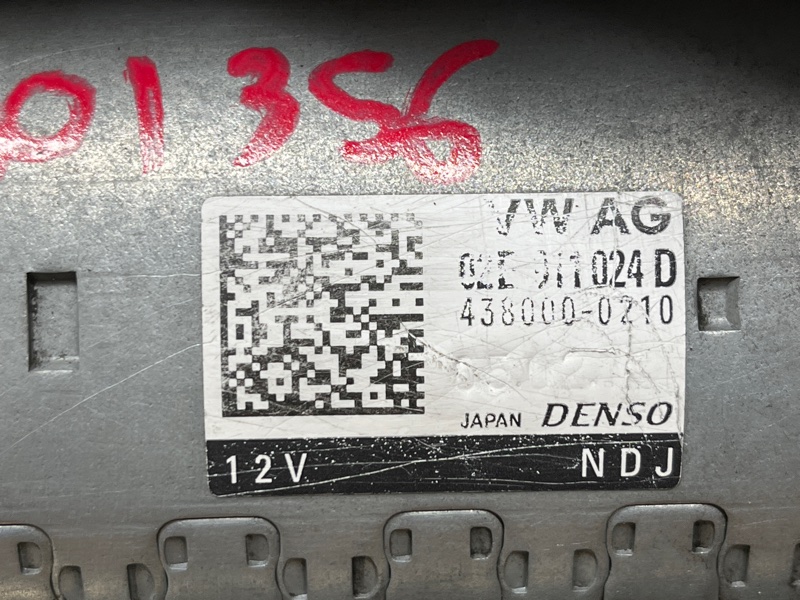 01356
VW AG
02E 911 024 D
438000-0210
JAPAN DENSO
12V NDJ